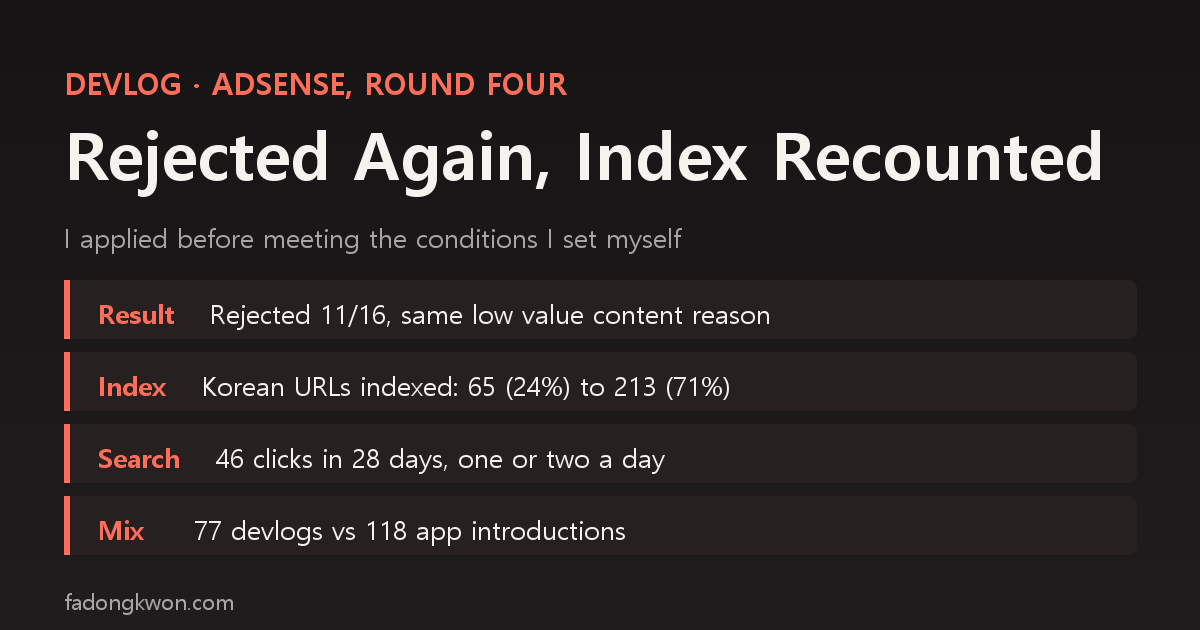 DEVLOG · ADSENSE, ROUND FOUR
Rejected Again, Index Recounted
I applied before meeting the conditions I set myself
Result Rejected 11/16, same low value content reason
Index Korean URLs indexed: 65 (24%) to 213 (71%)
Search 46 clicks in 28 days, one or two a day
Mix 77 devlogs vs 118 app introductions
fadongkwon.com